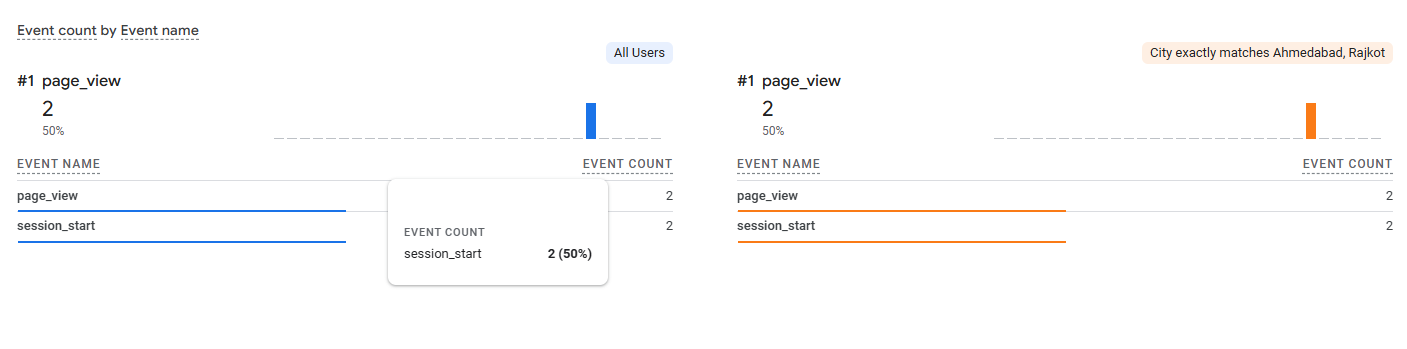 Event count by Event name
All Users
#1 page_view
2
50%
EVENT NAME EVENT COUNT
page_view 2
session_start 2
EVENT COUNT
session_start 2 (50%)
City exactly matches Ahmedabad, Rajkot
#1 page_view
2
50%
EVENT NAME EVENT COUNT
page_view 2
session_start 2